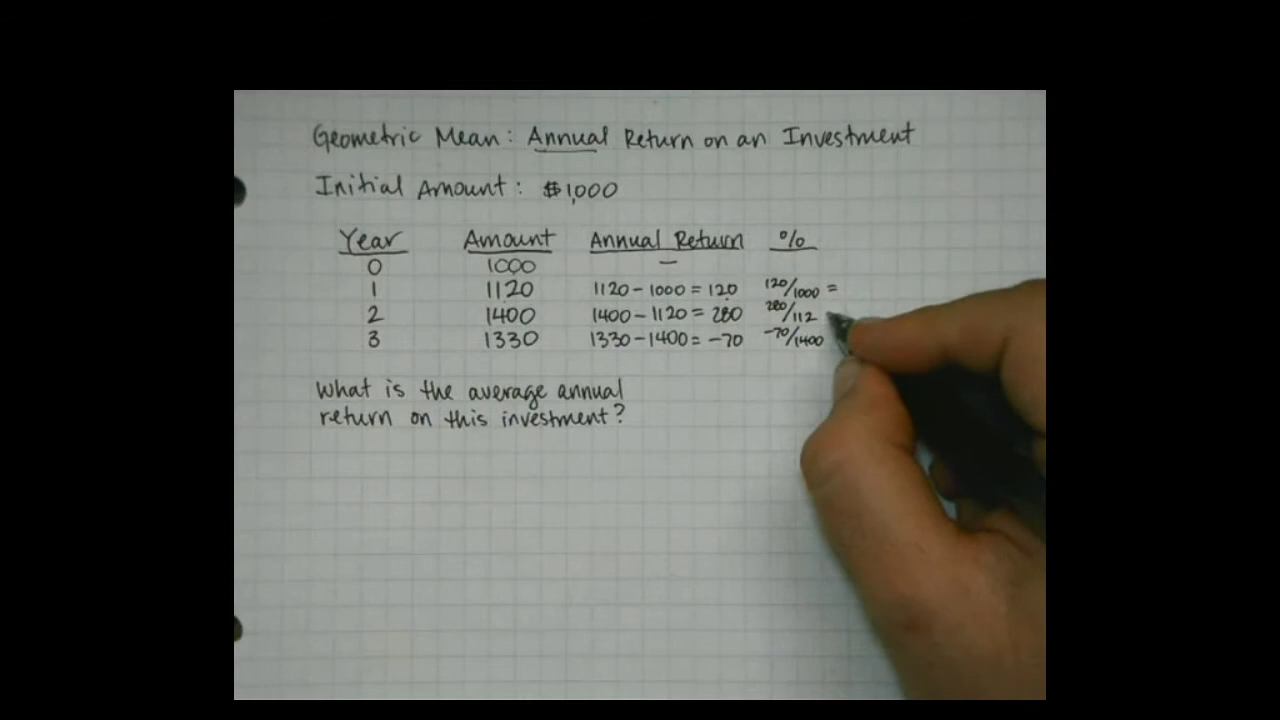 Geometric Mean: Annual Return on an Investment
Initial Amount: $1,000
Year Amount Annual Return %
0 1000 —
1 1120 1120 - 1000 = 120 120/1000 =
2 1400 1400 - 1120 = 280 280/112
3 1330 1330 - 1400 = -70 -70/1400
What is the average annual
return on this investment?